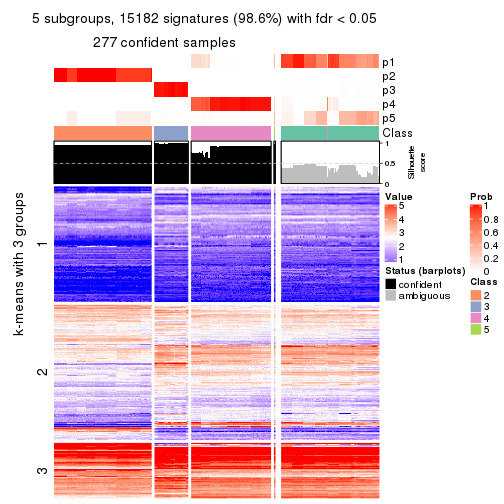 5 subgroups, 15182 signatures (98.6%) with fdr < 0.05
277 confident samples
p1
p2
p3
p4
p5
Class
1
0.5
0
Silhouette
score
k-means with 3 groups
1
2
3
Value
5
4
3
2
1
Status (barplots)
confident
ambiguous
Prob
1
0.8
0.6
0.4
0.2
0
Class
2
3
4
5